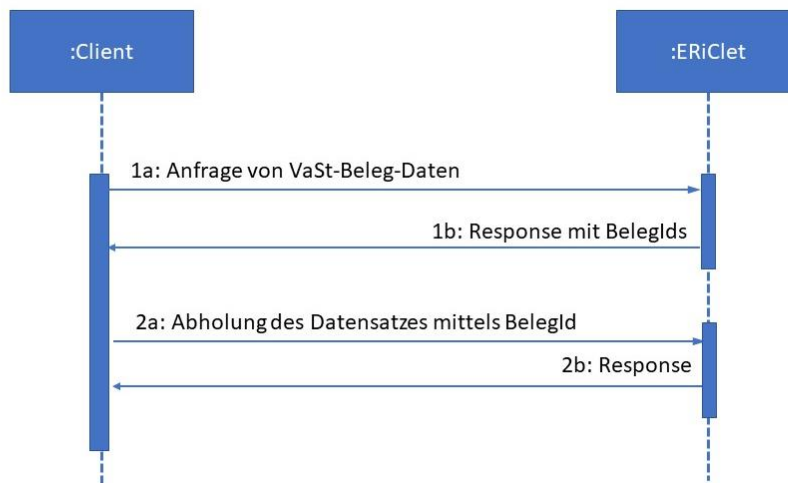 :Client
:ERiClet
1a: Anfrage von VaSt-Beleg-Daten
1b: Response mit BelegIds
2a: Abholung des Datensatzes mittels BelegId
2b: Response